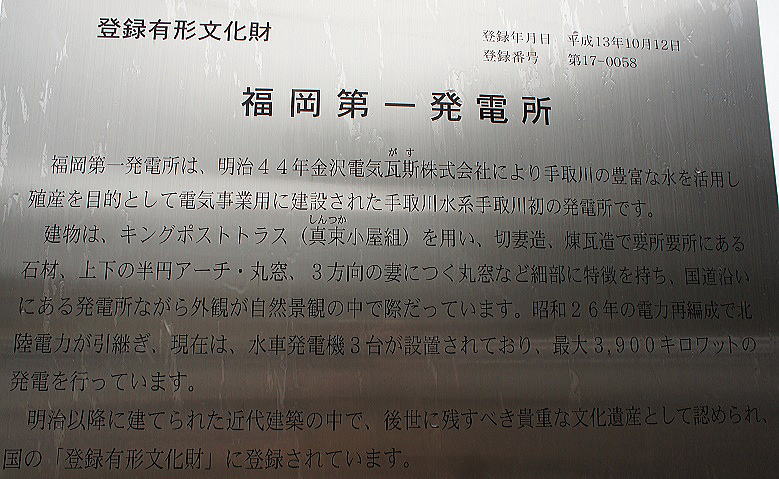 登録有形文化財
登録年月日 平成13年10月12日
登録番号 第17-0058
福岡第一発電所
がす
福岡第一発電所は、明治44年金沢電気瓦斯株式会社により手取川の豊富な水を活用し
殖産を目的として電気事業用に建設された手取川水系手取川初の発電所です。
しんつか
建物は、キングポストトラス（真束小屋組）を用い、切妻造、煉瓦造で要所要所にある
石材、上下の半円アーチ・丸窓、3方向の妻につく丸窓など細部に特徴を持ち、国道沿い
にある発電所ながら外観が自然景観の中で際だっています。昭和26年の電力再編成で北
陸電力が引継ぎ、現在は、水車発電機3台が設置されており、最大3,900キロワットの
発電を行っています。
明治以降に建てられた近代建築の中で、後世に残すべき貴重な文化遺産として認められ、
国の「登録有形文化財」に登録されています。